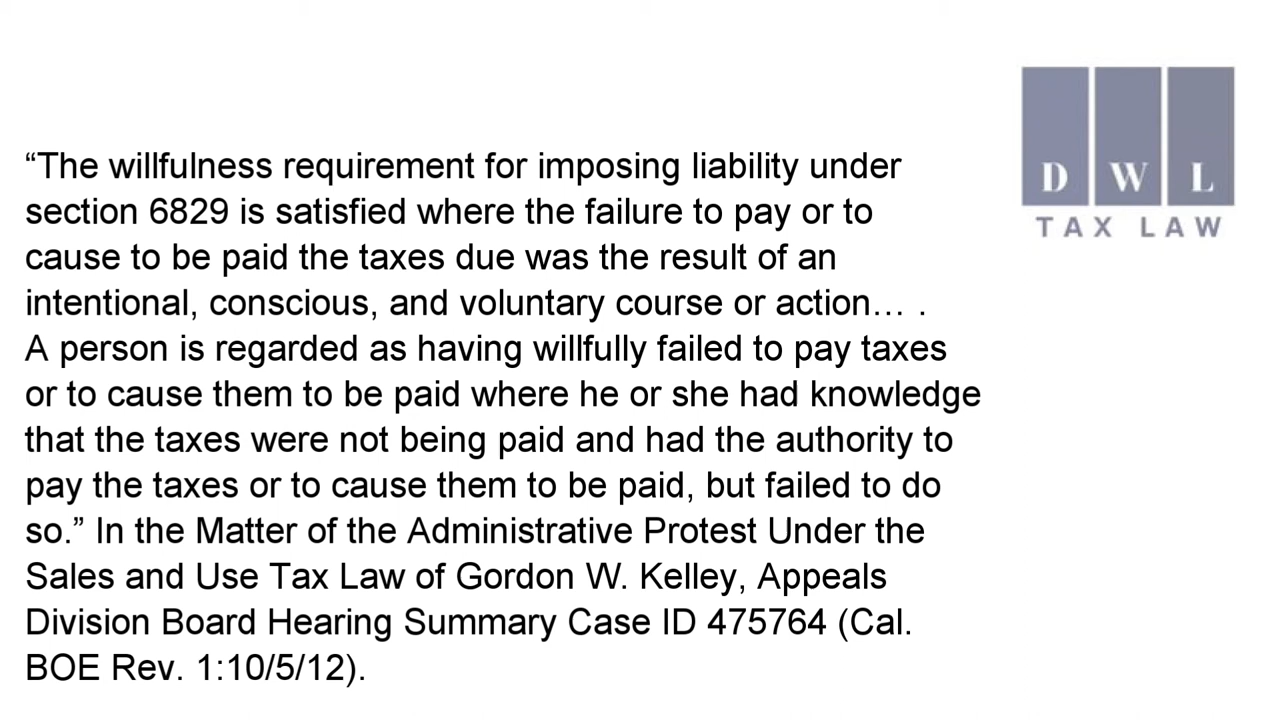 “The willfulness requirement for imposing liability under
section 6829 is satisfied where the failure to pay or to
cause to be paid the taxes due was the result of an
intentional, conscious, and voluntary course or action… .
A person is regarded as having willfully failed to pay taxes
or to cause them to be paid where he or she had knowledge
that the taxes were not being paid and had the authority to
pay the taxes or to cause them to be paid, but failed to do
so.” In the Matter of the Administrative Protest Under the
Sales and Use Tax Law of Gordon W. Kelley, Appeals
Division Board Hearing Summary Case ID 475764 (Cal.
BOE Rev. 1:10/5/12).
D W L
TAX LAW